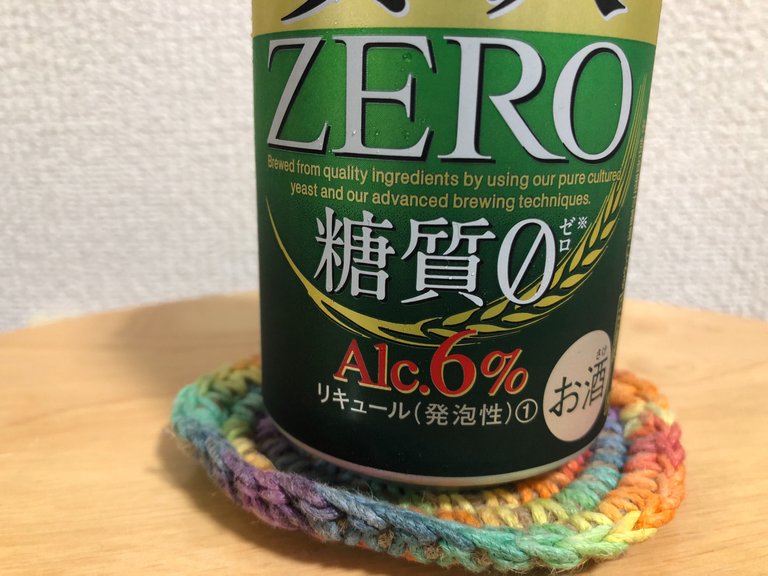 ZERO
Brewed from quality ingredients by using our pure cultured
yeast and our advanced brewing techniques.
糖質0 ゼロ ※
Alc.6%
リキュール(発泡性)①
さけ
お酒